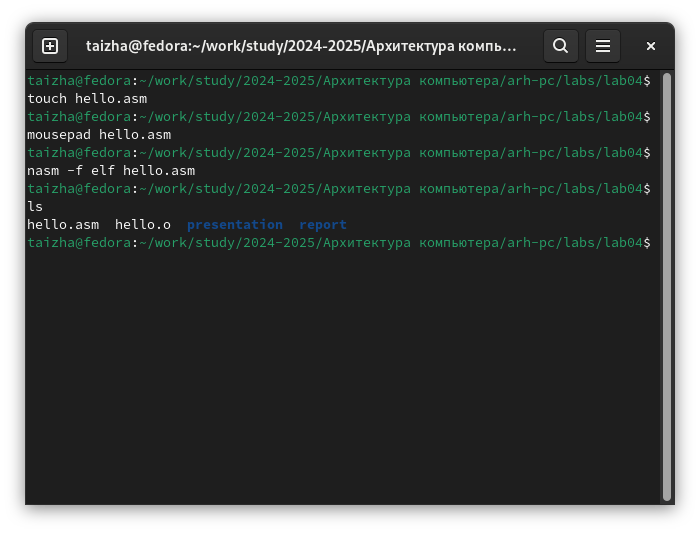 taizha@fedora:~/work/study/2024-2025/Архитектура компь...
taizha@fedora:~/work/study/2024-2025/Архитектура компьютера/arh-pc/labs/lab04$
touch hello.asm
taizha@fedora:~/work/study/2024-2025/Архитектура компьютера/arh-pc/labs/lab04$
mousepad hello.asm
taizha@fedora:~/work/study/2024-2025/Архитектура компьютера/arh-pc/labs/lab04$
nasm -f elf hello.asm
taizha@fedora:~/work/study/2024-2025/Архитектура компьютера/arh-pc/labs/lab04$
ls
hello.asm  hello.o  presentation  report
taizha@fedora:~/work/study/2024-2025/Архитектура компьютера/arh-pc/labs/lab04$